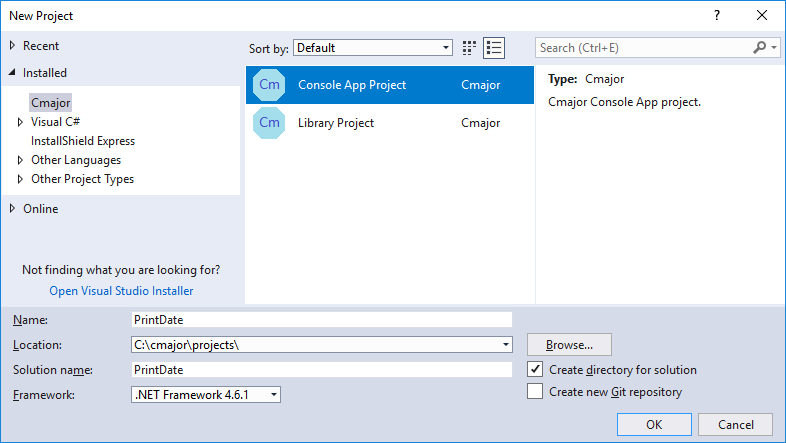 New Project
?
Recent
Installed
Cmajor
Visual C#
InstallShield Express
Other Languages
Other Project Types
Online
Not finding what you are looking for?
Open Visual Studio Installer
Sort by: Default
Cm Console App Project Cmajor
Cm Library Project Cmajor
Search (Ctrl+E)
Type: Cmajor
Cmajor Console App project.
Name: PrintDate
Location: C:\cmajor\projects\ Browse...
Solution name: PrintDate Create directory for solution
Framework: .NET Framework 4.6.1 Create new Git repository
OK Cancel